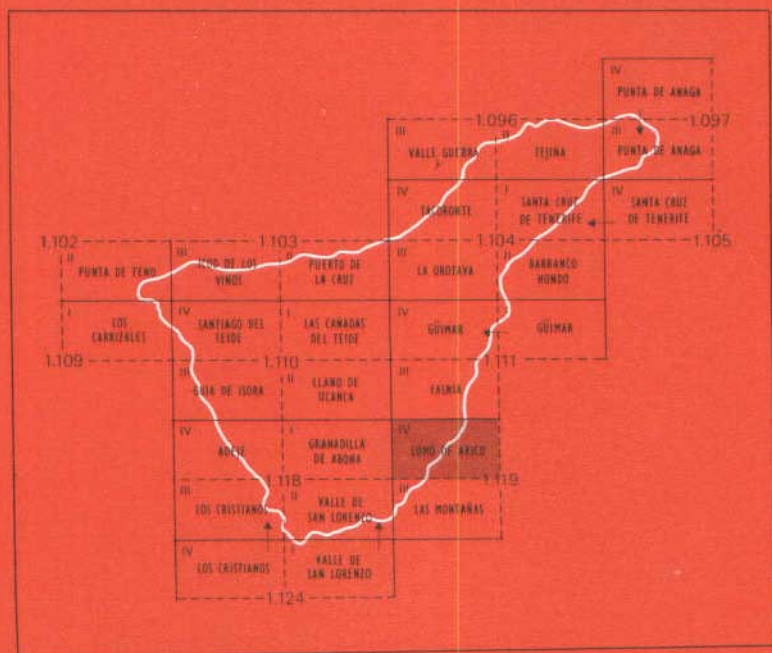 IV
PUNTA DE ANAGA
1.096
1.097
III
VALLE GUERRA
II
TEJINA
III
PUNTA DE ANAGA
IV
TACORONTE
I
SANTA CRUZ
DE TENERIFE
IV
SANTA CRUZ
DE TENERIFE
1.102
1.103
1.104
1.105
II
PUNTA DE TENO
III
ICOD DE LOS
VINOS
II
PUERTO DE
LA CRUZ
III
LA OROTAVA
II
BARRANCO
HONDO
I
LOS
CARRIZALES
IV
SANTIAGO DEL
TEIDE
I
LAS CAÑADAS
DEL TEIDE
IV
GÜIMAR
GÜIMAR
1.109
1.110
1.111
III
GUIA DE ISORA
II
LLANO DE
UCANCA
III
FASNIA
IV
ADEJE
I
GRANADILLA
DE ABONA
IV
LOMO DE ARICO
1.118
1.119
III
LOS CRISTIANOS
II
VALLE DE
SAN LORENZO
III
LAS MONTAÑAS
IV
LOS CRISTIANOS
VALLE DE
SAN LORENZO
1.124